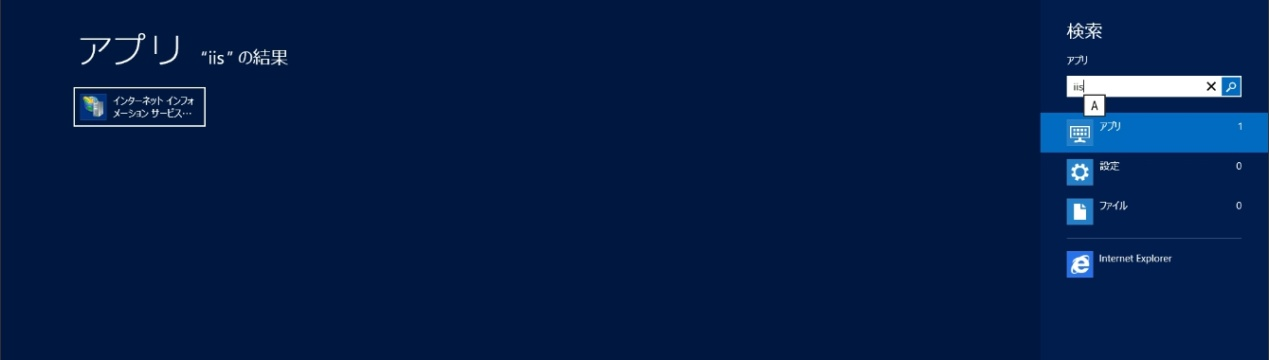 アプリ "iis" の結果
インターネット インフォ
メーション サービス…
検索
アプリ
iis
A
アプリ 1
設定 0
ファイル 0
Internet Explorer